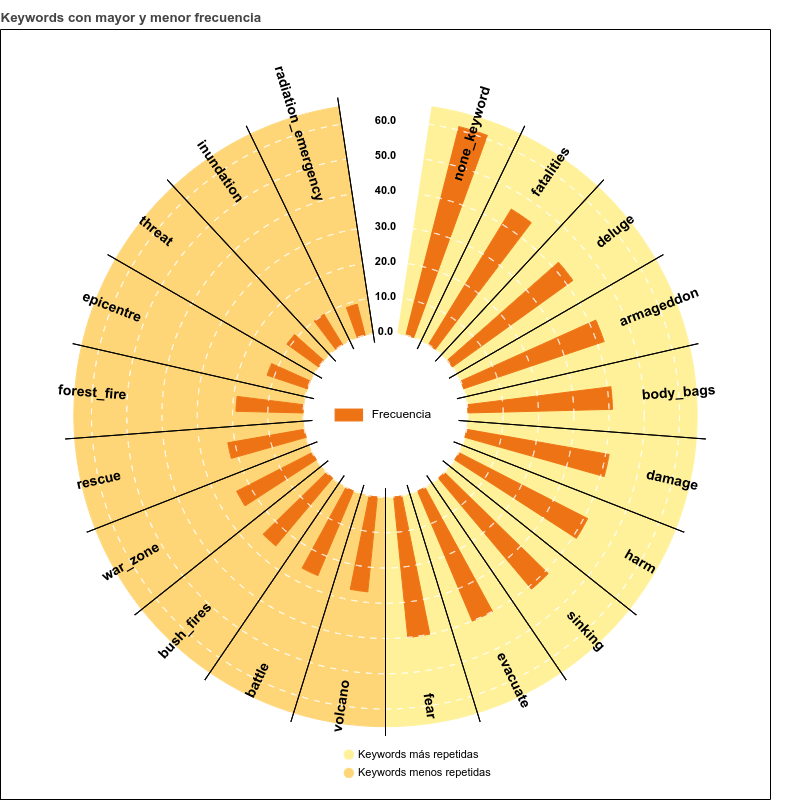 Keywords con mayor y menor frecuencia
60.0
50.0
40.0
30.0
20.0
10.0
0.0
none_keyword
fatalities
deluge
armageddon
body_bags
damage
harm
sinking
evacuate
fear
volcano
battle
bush_fires
war_zone
rescue
forest_fire
epicentre
threat
inundation
radiation_emergency
Frecuencia
Keywords más repetidas
Keywords menos repetidas